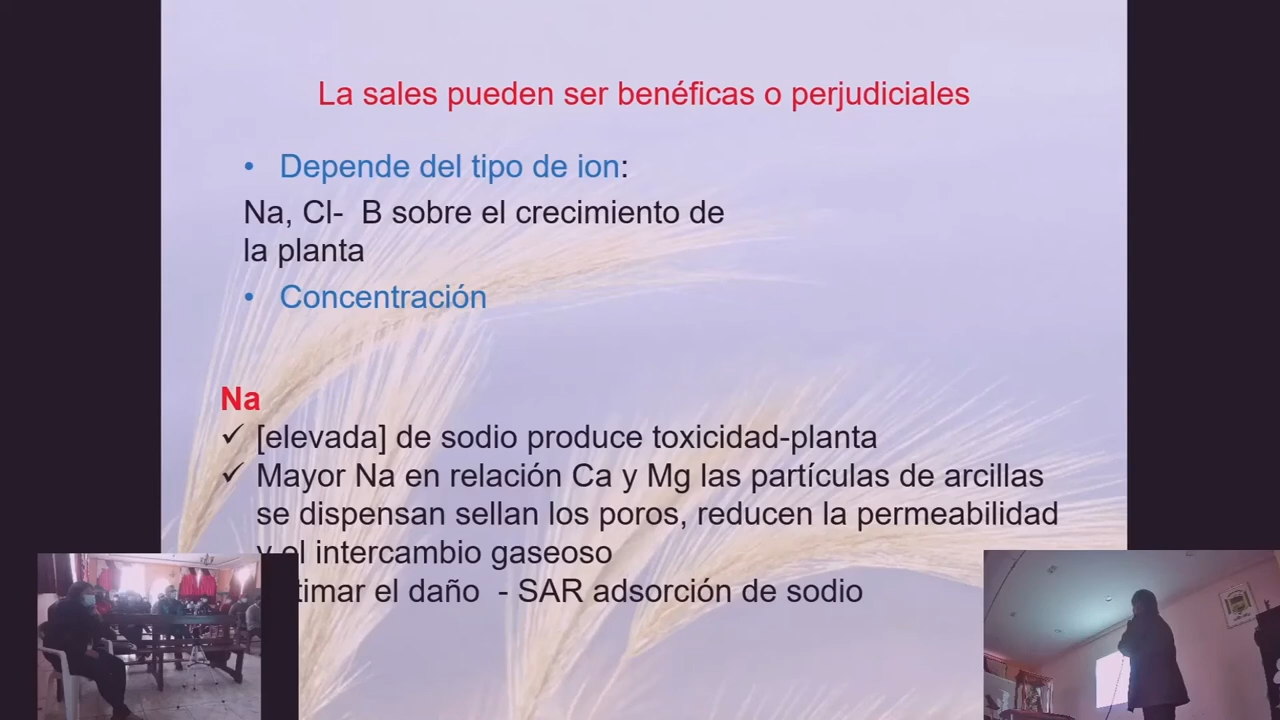 La sales pueden ser benéficas o perjudiciales
• Depende del tipo de ion:
Na, Cl- B sobre el crecimiento de
la planta
• Concentración
Na
✓ [elevada] de sodio produce toxicidad-planta
✓ Mayor Na en relación Ca y Mg las partículas de arcillas
se dispensan sellan los poros, reducen la permeabilidad
y el intercambio gaseoso
timar el daño - SAR adsorción de sodio